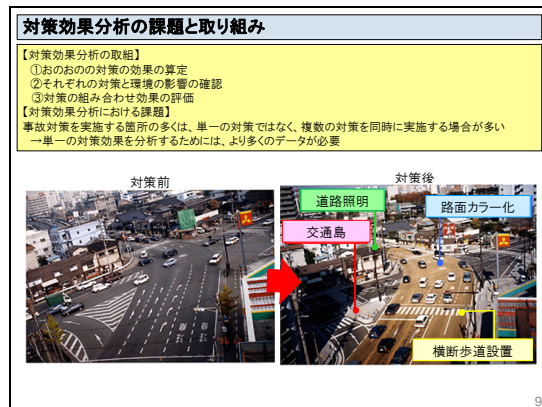 対策効果分析の課題と取り組み
【対策効果分析の取組】
①おのおのの対策の効果の算定
②それぞれの対策と環境の影響の確認
③対策の組み合わせ効果の評価
【対策効果分析における課題】
事故対策を実施する箇所の多くは、単一の対策ではなく、複数の対策を同時に実施する場合が多い
→単一の対策効果を分析するためには、より多くのデータが必要
対策前
対策後
道路照明
路面カラー化
交通島
横断歩道設置
9